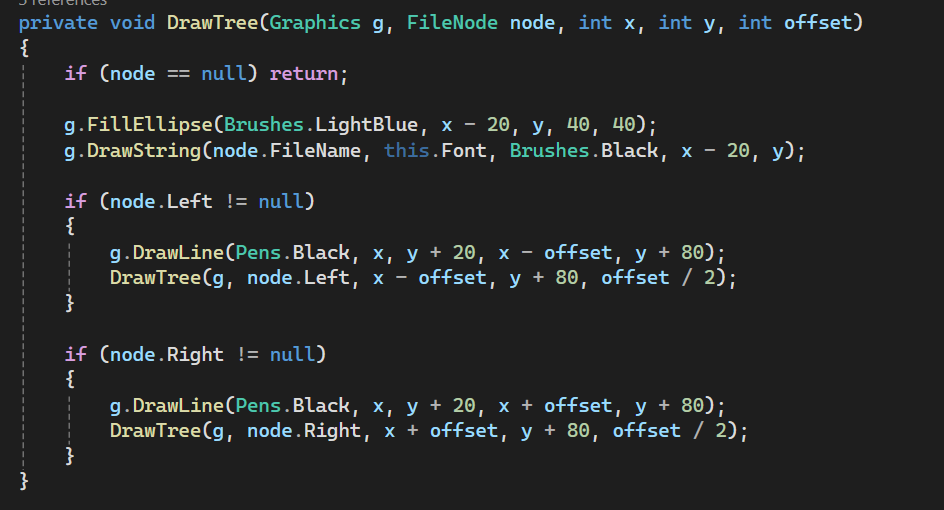 3 references
private void DrawTree(Graphics g, FileNode node, int x, int y, int offset)
{
if (node == null) return;
g.FillEllipse(Brushes.LightBlue, x - 20, y, 40, 40);
g.DrawString(node.FileName, this.Font, Brushes.Black, x - 20, y);
if (node.Left != null)
{
g.DrawLine(Pens.Black, x, y + 20, x - offset, y + 80);
DrawTree(g, node.Left, x - offset, y + 80, offset / 2);
}
if (node.Right != null)
{
g.DrawLine(Pens.Black, x, y + 20, x + offset, y + 80);
DrawTree(g, node.Right, x + offset, y + 80, offset / 2);
}
}